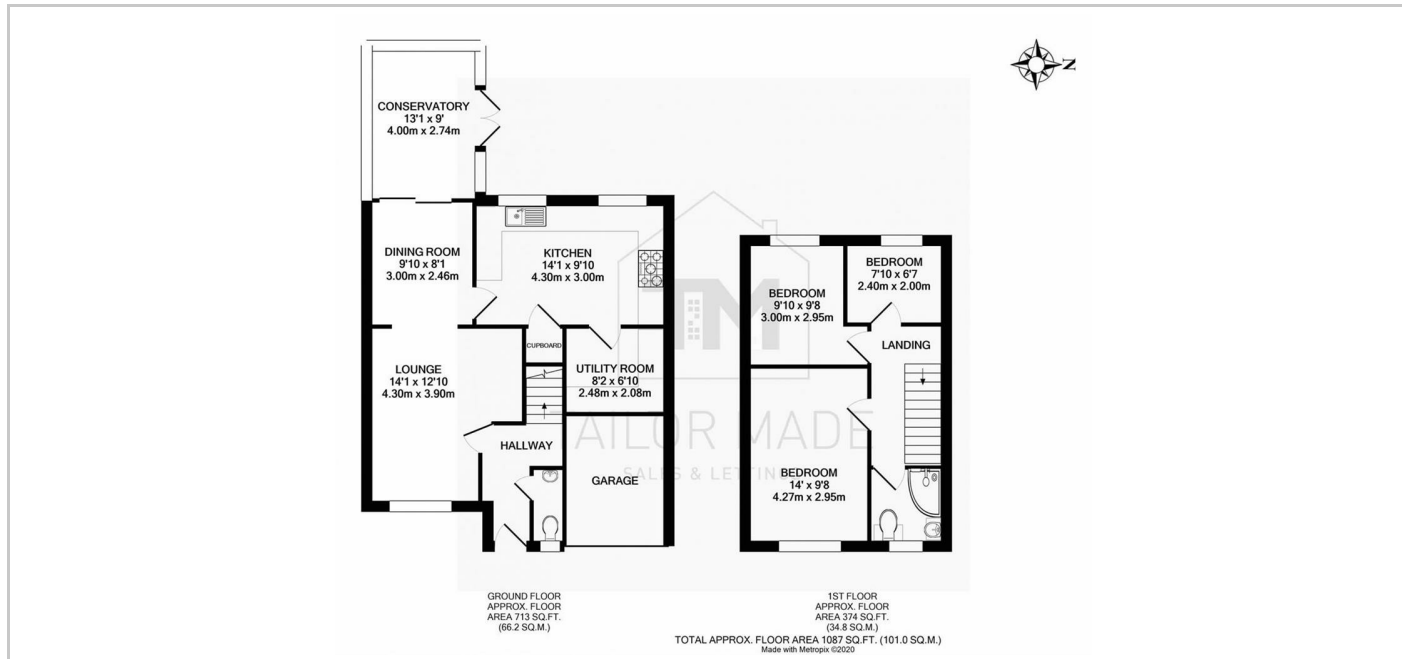 CONSERVATORY
13'1 x 9'
4.00m x 2.74m
N
DINING ROOM
9'10 x 8'1
3.00m x 2.46m
KITCHEN
14'1 x 9'10
4.30m x 3.00m
CUPBOARD
LOUNGE
14'1 x 12'10
4.30m x 3.90m
UTILITY ROOM
8'2 x 6'10
2.48m x 2.08m
HALLWAY
GARAGE
BEDROOM
9'10 x 9'8
3.00m x 2.95m
BEDROOM
7'10 x 6'7
2.40m x 2.00m
LANDING
BEDROOM
14' x 9'8
4.27m x 2.95m
TM
TAILOR MADE
SALES & LETTINGS
GROUND FLOOR
APPROX. FLOOR
AREA 713 SQ.FT.
(66.2 SQ.M.)
1ST FLOOR
APPROX. FLOOR
AREA 374 SQ.FT.
(34.8 SQ.M.)
TOTAL APPROX. FLOOR AREA 1087 SQ.FT. (101.0 SQ.M.)
Made with Metropix ©2020